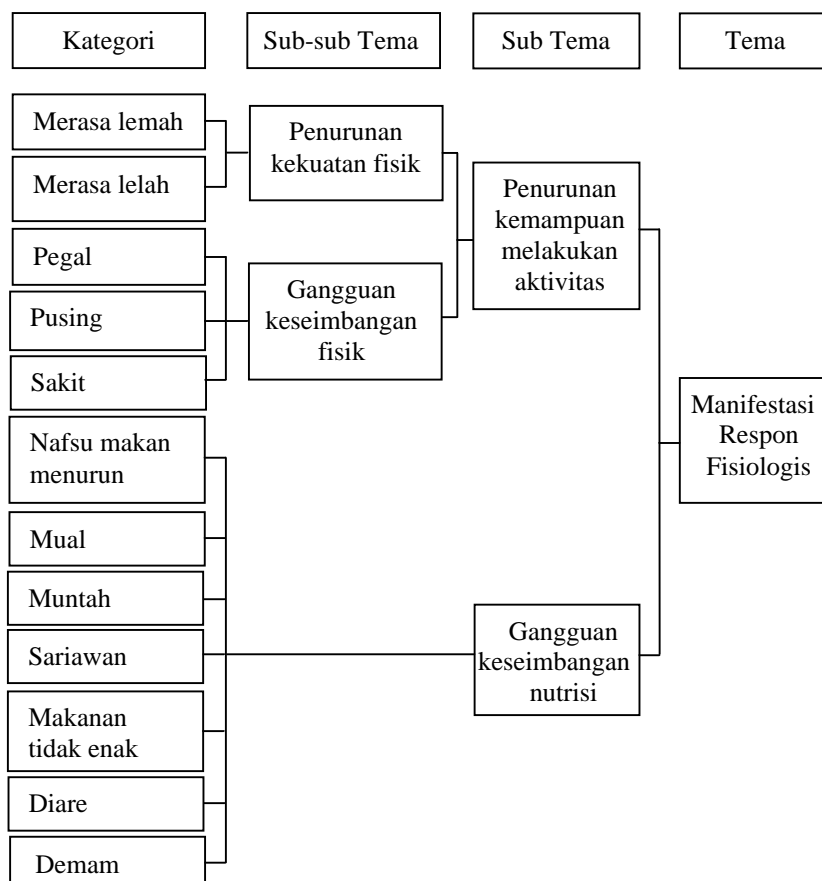 Kategori
Sub-sub Tema
Sub Tema
Tema
Merasa lemah
Merasa lelah
Penurunan
kekuatan fisik
Pegal
Pusing
Sakit
Gangguan
keseimbangan
fisik
Penurunan
kemampuan
melakukan
aktivitas
Nafsu makan
menurun
Mual
Muntah
Sariawan
Makanan
tidak enak
Diare
Demam
Gangguan
keseimbangan
nutrisi
Manifestasi
Respon
Fisiologis